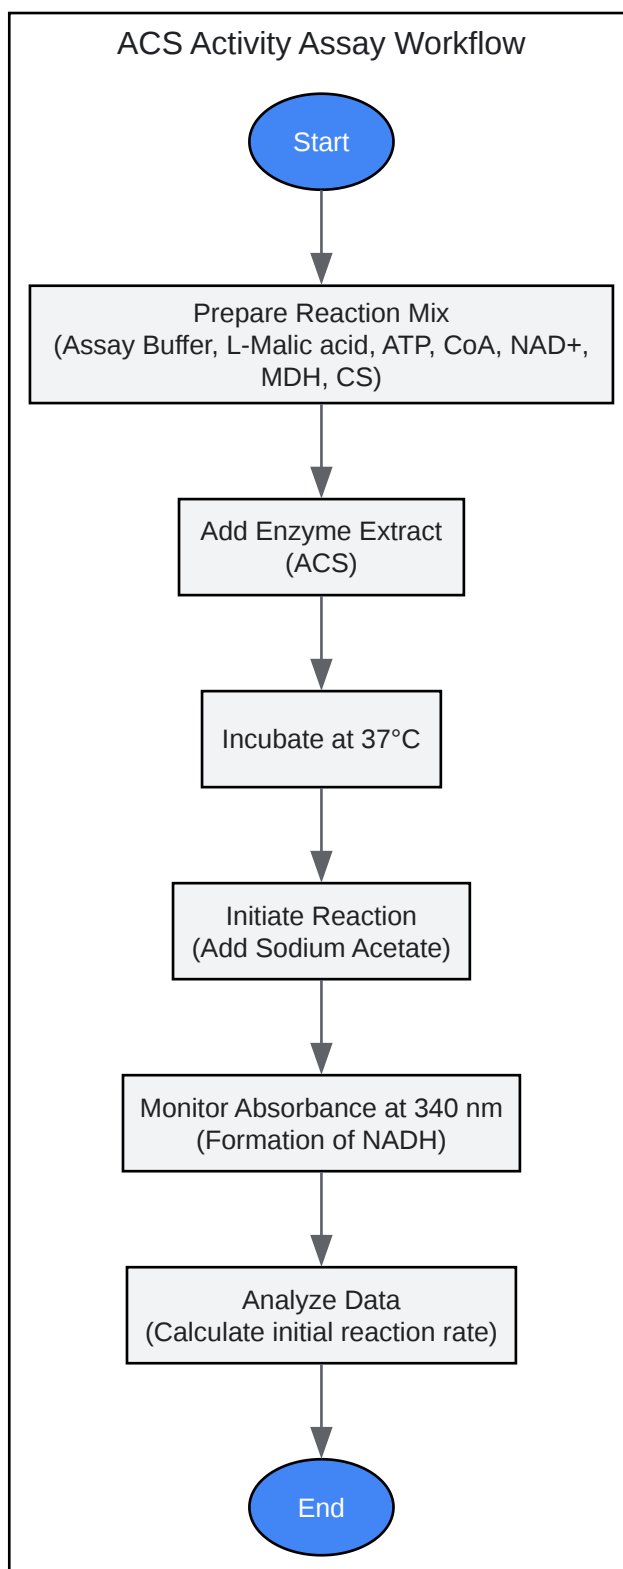 ACS Activity Assay Workflow
Start
Prepare Reaction Mix
(Assay Buffer, L-Malic acid, ATP, CoA, NAD+,
MDH, CS)
Add Enzyme Extract
(ACS)
Incubate at 37°C
Initiate Reaction
(Add Sodium Acetate)
Monitor Absorbance at 340 nm
(Formation of NADH)
Analyze Data
(Calculate initial reaction rate)
End